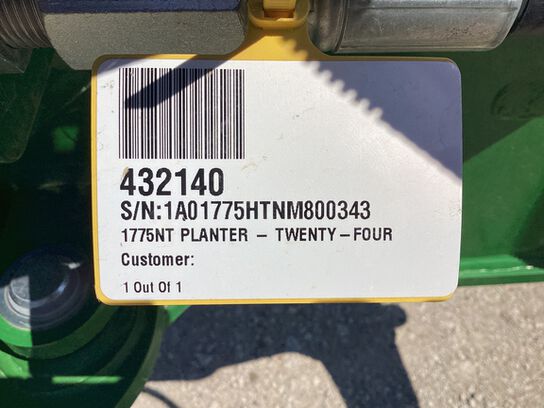 432140
S/N:1A01775HTNM800343
1775NT PLANTER – TWENTY–FOUR
Customer:
1 Out Of 1